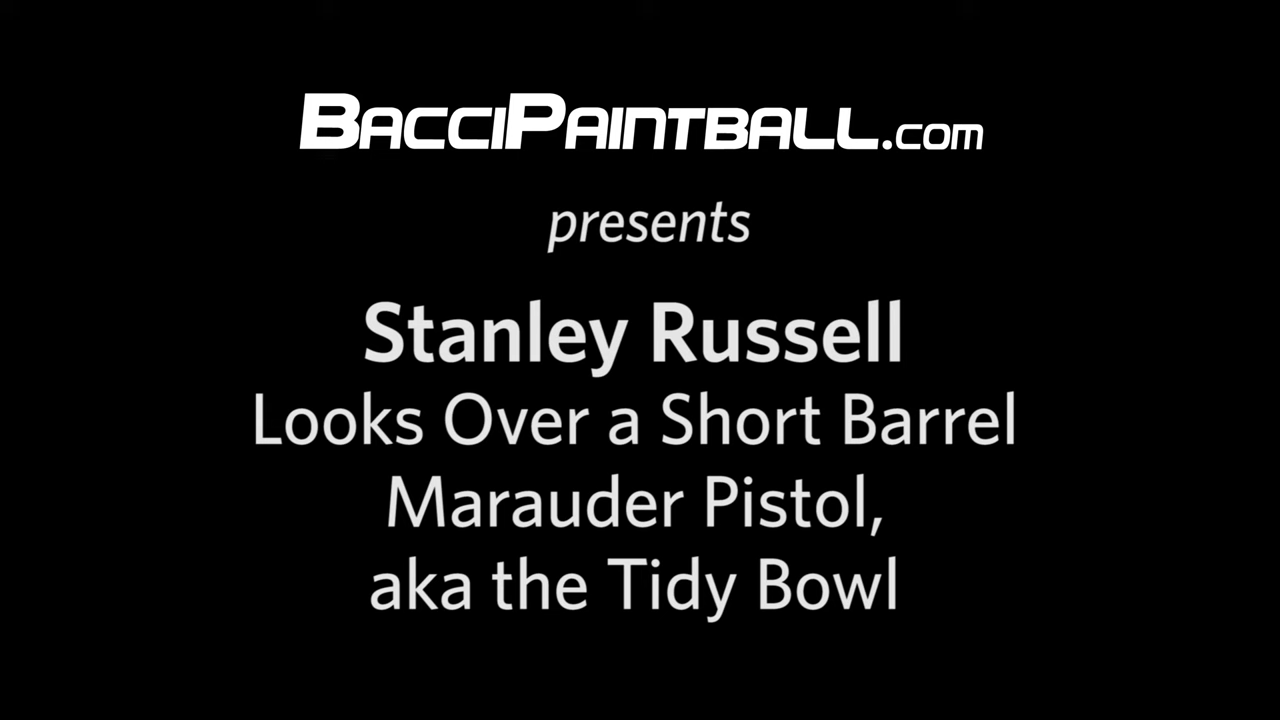 BacciPaintball.com
presents
Stanley Russell
Looks Over a Short Barrel
Marauder Pistol,
aka the Tidy Bowl